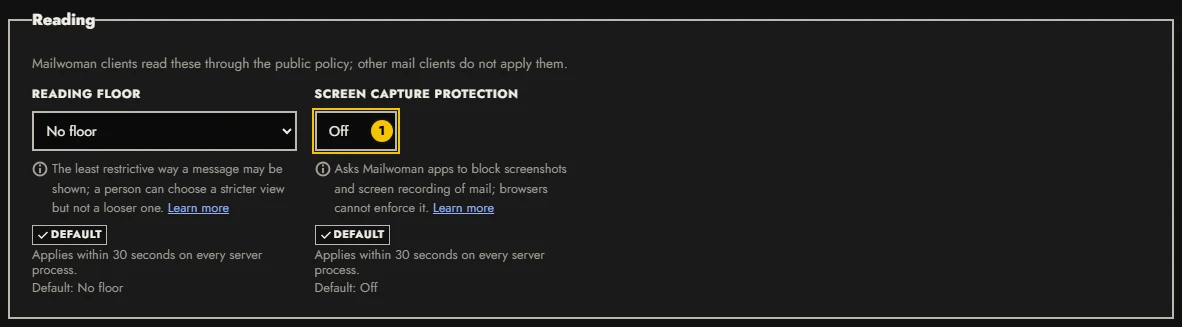 Reading
Mailwoman clients read these through the public policy; other mail clients do not apply them.
READING FLOOR
No floor
The least restrictive way a message may be
shown; a person can choose a stricter view
but not a looser one. Learn more
DEFAULT
Applies within 30 seconds on every server
process.
Default: No floor
SCREEN CAPTURE PROTECTION
Off 1
Asks Mailwoman apps to block screenshots
and screen recording of mail; browsers
cannot enforce it. Learn more
DEFAULT
Applies within 30 seconds on every server
process.
Default: Off